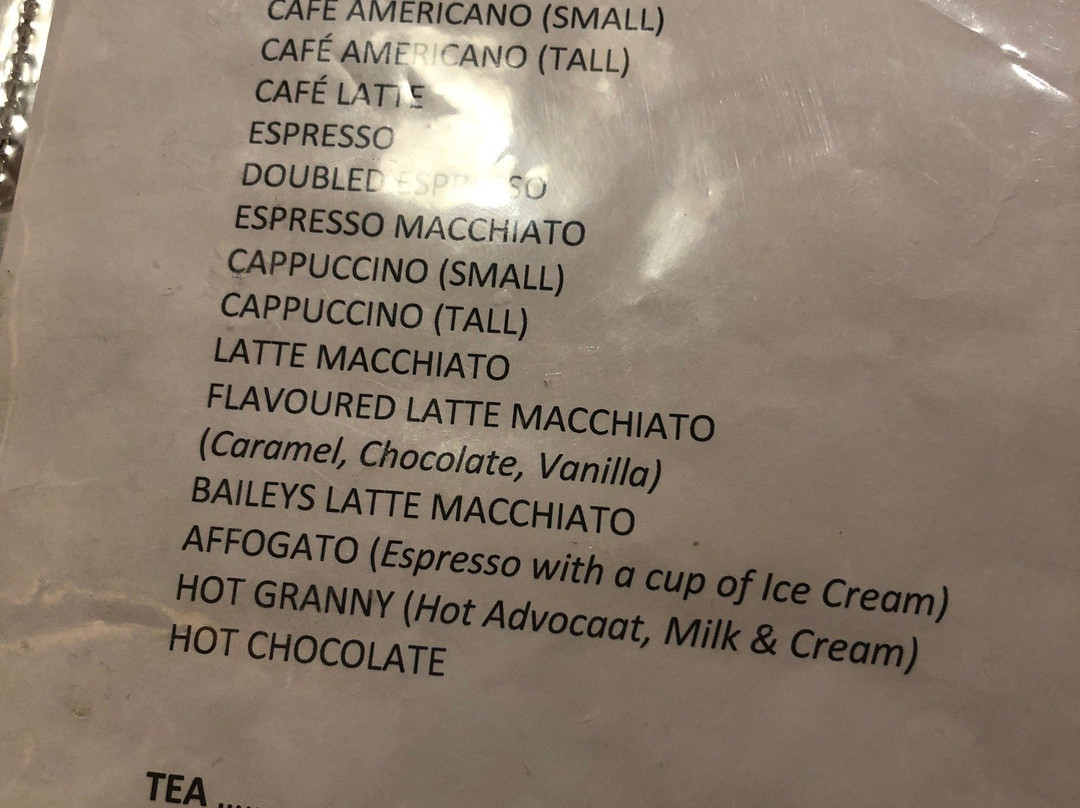 CAFÉ AMERICANO (SMALL)
CAFÉ AMERICANO (TALL)
CAFÉ LATTE
ESPRESSO
DOUBLED ESPRESSO
ESPRESSO MACCHIATO
CAPPUCCINO (SMALL)
CAPPUCCINO (TALL)
LATTE MACCHIATO
FLAVOURED LATTE MACCHIATO
(Caramel, Chocolate, Vanilla)
BAILEYS LATTE MACCHIATO
AFFOGATO (Espresso with a cup of Ice Cream)
HOT GRANNY (Hot Advocaat, Milk & Cream)
HOT CHOCOLATE
TEA ......